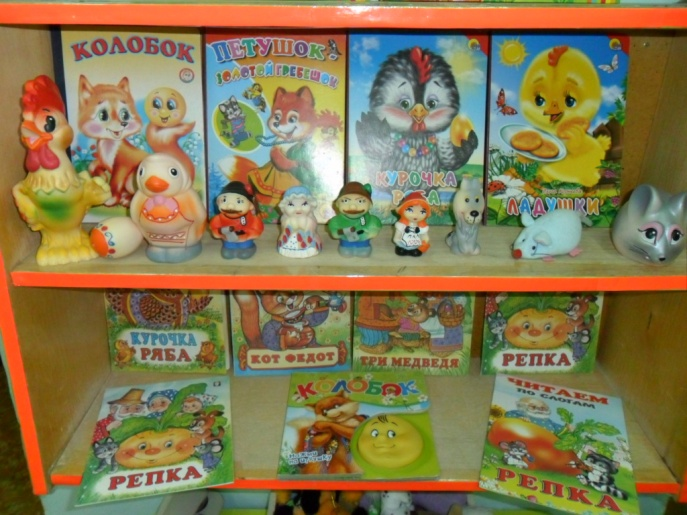 КОЛОБОК
ПЕТУШОК -
ЗОЛОТОЙ ГРЕБЕШОК
КУРОЧКА
РЯБА
ЛАДУШКИ
КУРОЧКА
РЯБА
КОТ ФЕДОТ
ТРИ МЕДВЕДЯ
РЕПКА
РЕПКА
КОЛОБОК
ЧИТАЕМ
ПО СЛОГАМ
РЕПКА